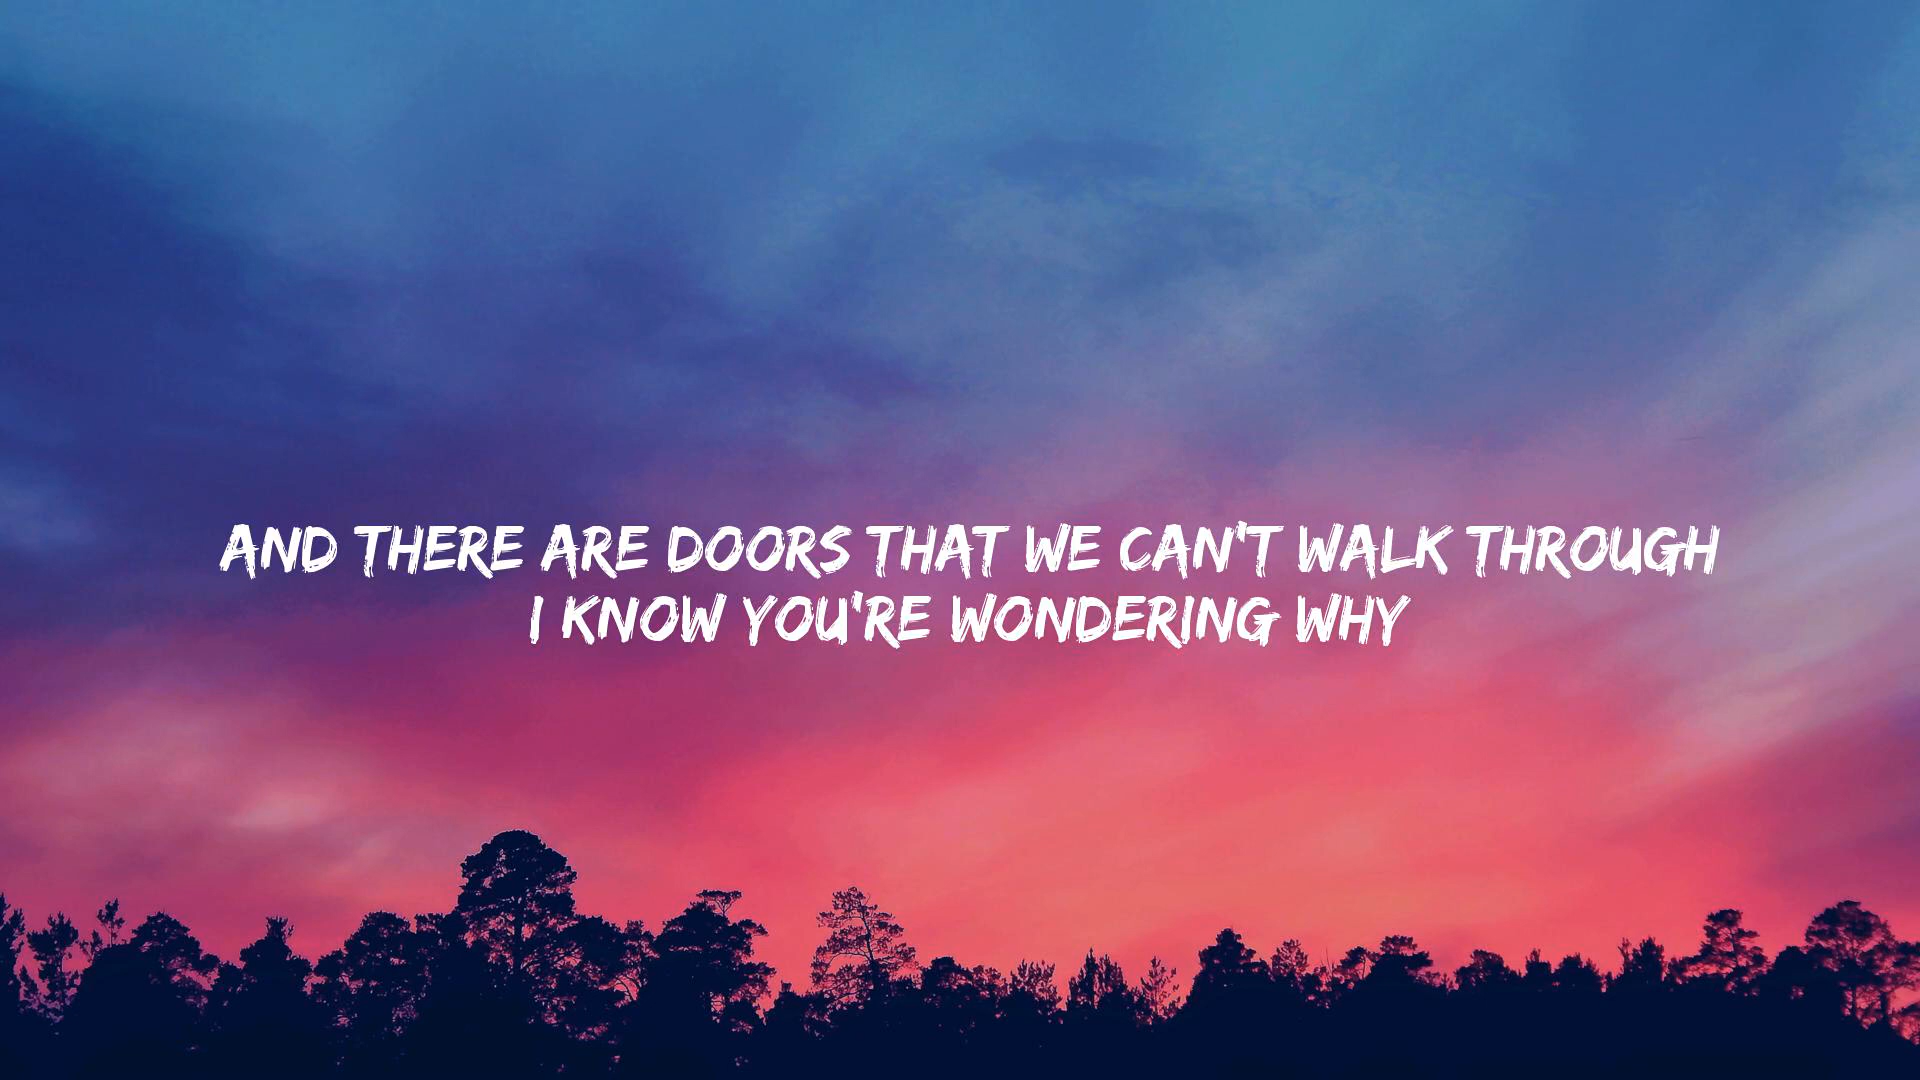 AND THERE ARE DOORS THAT WE CAN'T WALK THROUGH
I KNOW YOU'RE WONDERING WHY